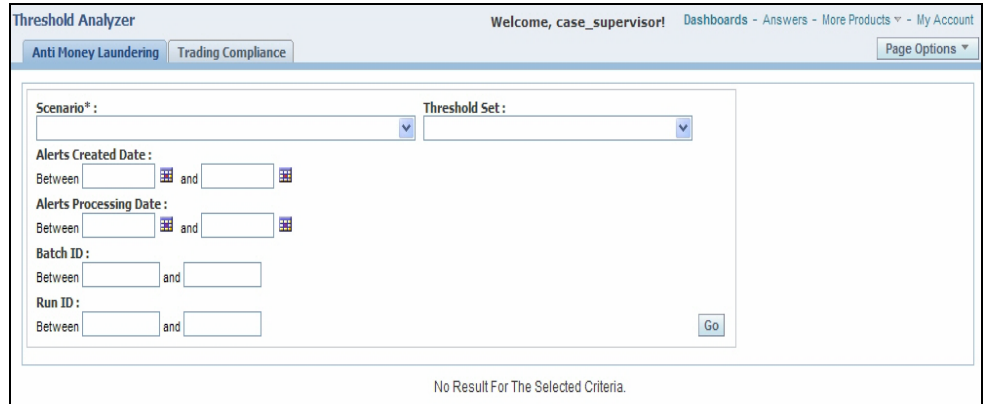 Threshold Analyzer
Welcome, case_supervisor! Dashboards - Answers - More Products - My Account
Anti Money Laundering Trading Compliance Page Options
Scenario* : Threshold Set :
Alerts Created Date :
Between and
Alerts Processing Date :
Between and
Batch ID :
Between and
Run ID :
Between and Go
No Result For The Selected Criteria.